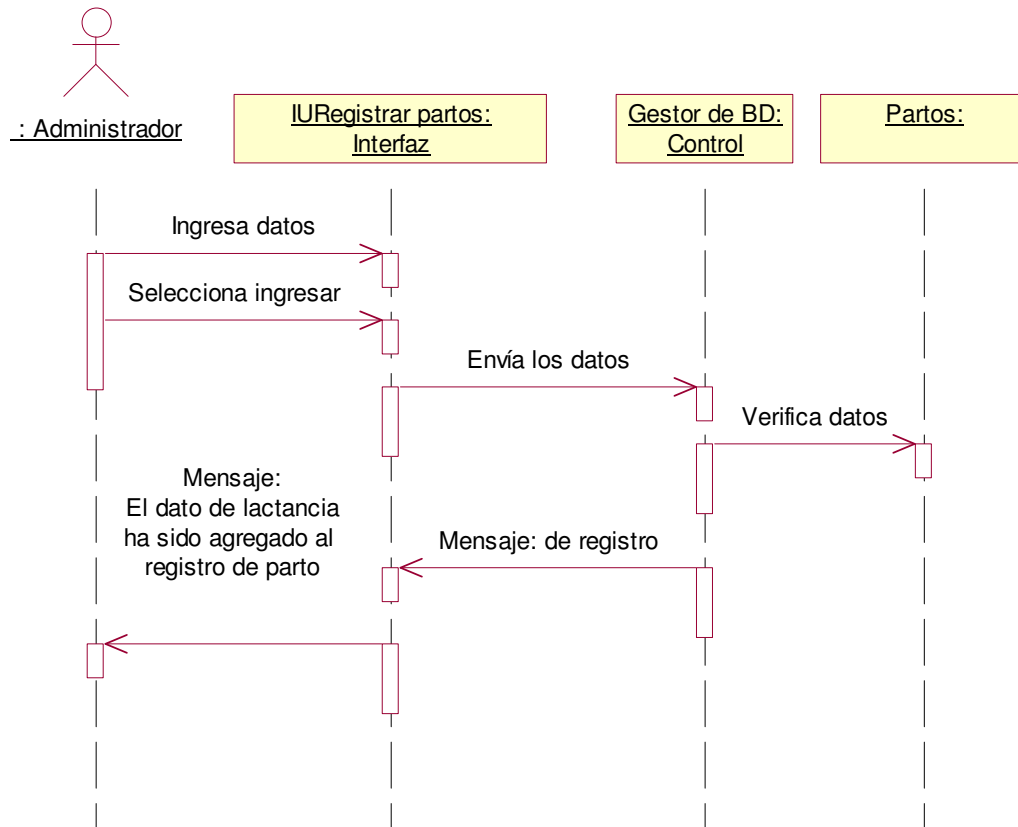 _ : Administrador
IURegistrar partos:
Interfaz
Gestor de BD:
Control
Partos:
Ingresa datos
Selecciona ingresar
Envía los datos
Verifica datos
Mensaje:
El dato de lactancia
ha sido agregado al
registro de parto
Mensaje: de registro